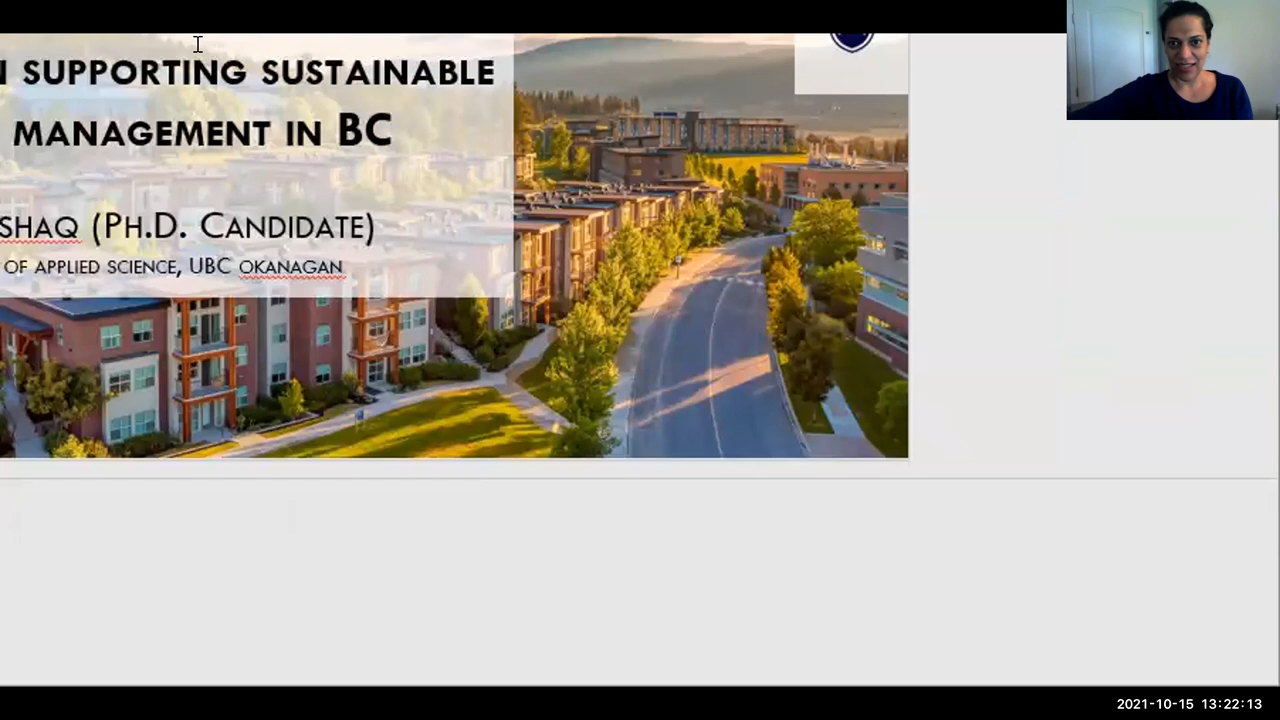 SUPPORTING SUSTAINABLE
MANAGEMENT IN BC
SHAQ (PH.D. CANDIDATE)
OF APPLIED SCIENCE, UBC OKANAGAN
2021-10-15 13:22:13